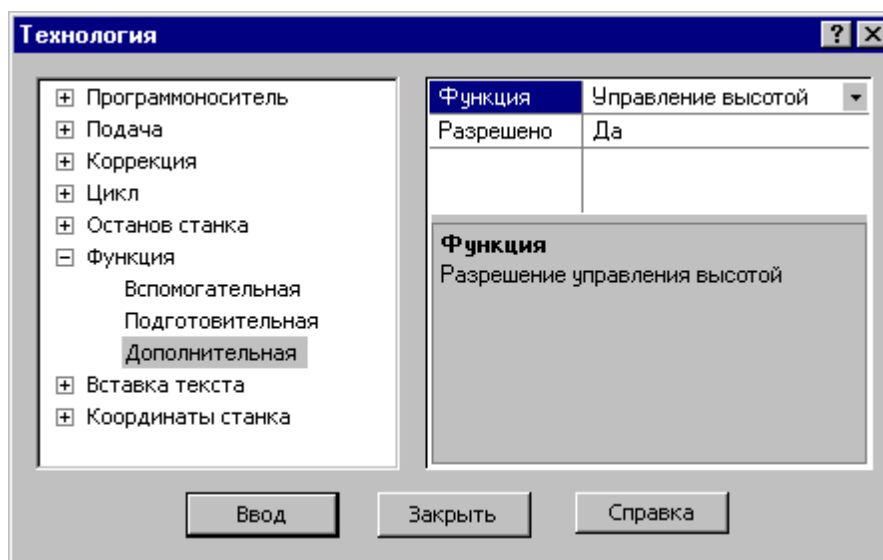 Технология
Программоноситель
Подача
Коррекция
Цикл
Останов станка
Функция
Вспомогательная
Подготовительная
Дополнительная
Вставка текста
Координаты станка
Функция Управление высотой
Разрешено Да
Функция
Разрешение управления высотой
Ввод Закрыть Справка